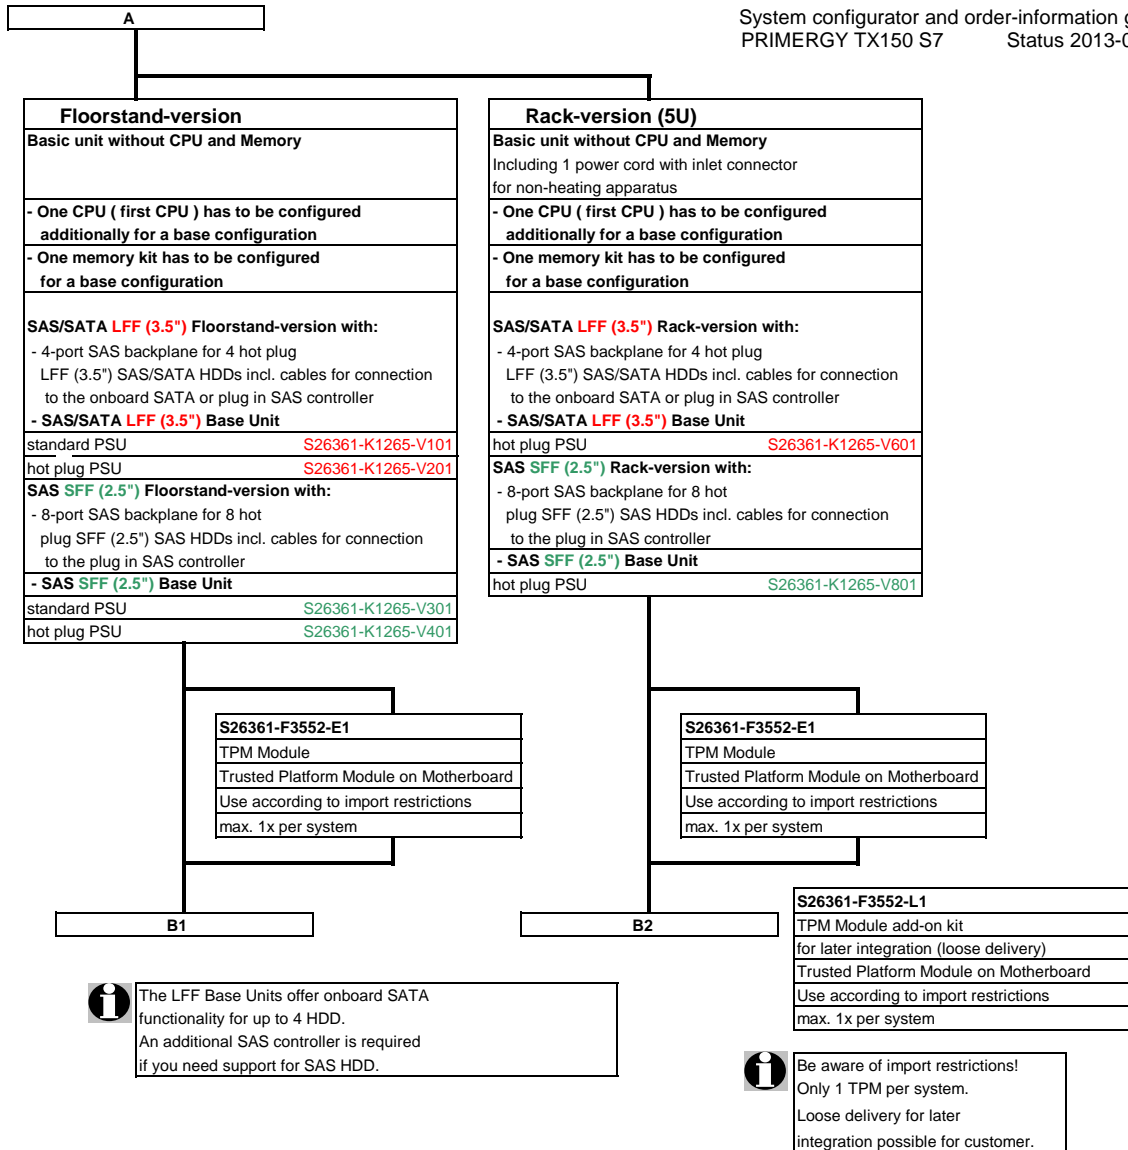 A
System configurator and order-information
PRIMERGY TX150 S7 Status 2013-0
Floorstand-version
Basic unit without CPU and Memory
- One CPU ( first CPU ) has to be configured
additionally for a base configuration
- One memory kit has to be configured
for a base configuration
SAS/SATA LFF (3.5") Floorstand-version with:
- 4-port SAS backplane for 4 hot plug
LFF (3.5") SAS/SATA HDDs incl. cables for connection
to the onboard SATA or plug in SAS controller
- SAS/SATA LFF (3.5") Base Unit
standard PSU S26361-K1265-V101
hot plug PSU S26361-K1265-V201
SAS SFF (2.5") Floorstand-version with:
- 8-port SAS backplane for 8 hot
plug SFF (2.5") SAS HDDs incl. cables for connection
to the plug in SAS controller
- SAS SFF (2.5") Base Unit
standard PSU S26361-K1265-V301
hot plug PSU S26361-K1265-V401
Rack-version (5U)
Basic unit without CPU and Memory
Including 1 power cord with inlet connector
for non-heating apparatus
- One CPU ( first CPU ) has to be configured
additionally for a base configuration
- One memory kit has to be configured
for a base configuration
SAS/SATA LFF (3.5") Rack-version with:
- 4-port SAS backplane for 4 hot plug
LFF (3.5") SAS/SATA HDDs incl. cables for connection
to the onboard SATA or plug in SAS controller
- SAS/SATA LFF (3.5") Base Unit
hot plug PSU S26361-K1265-V601
SAS SFF (2.5") Rack-version with:
- 8-port SAS backplane for 8 hot
plug SFF (2.5") SAS HDDs incl. cables for connection
to the plug in SAS controller
- SAS SFF (2.5") Base Unit
hot plug PSU S26361-K1265-V801
S26361-F3552-E1
TPM Module
Trusted Platform Module on Motherboard
Use according to import restrictions
max. 1x per system
S26361-F3552-E1
TPM Module
Trusted Platform Module on Motherboard
Use according to import restrictions
max. 1x per system
B1
B2
S26361-F3552-L1
TPM Module add-on kit
for later integration (loose delivery)
Trusted Platform Module on Motherboard
Use according to import restrictions
max. 1x per system
The LFF Base Units offer onboard SATA
functionality for up to 4 HDD.
An additional SAS controller is required
if you need support for SAS HDD.
Be aware of import restrictions!
Only 1 TPM per system.
Loose delivery for later
integration possible for customer.